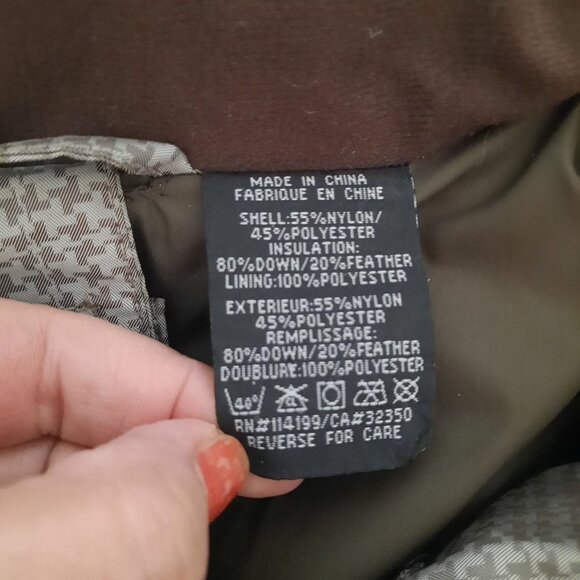 MADE IN CHINA
FABRIQUE EN CHINE
SHELL:55%NYLON/
45%POLYESTER
INSULATION:
80%DOWN/20%FEATHER
LINING:100%POLYESTER
EXTERIEUR:55%NYLON
45%POLYESTER
REMPLISSAGE:
80%DOWN/20%FEATHER
DOUBLURE:100%POLYESTER
40°
RN#114199/CA#32350
REVERSE FOR CARE